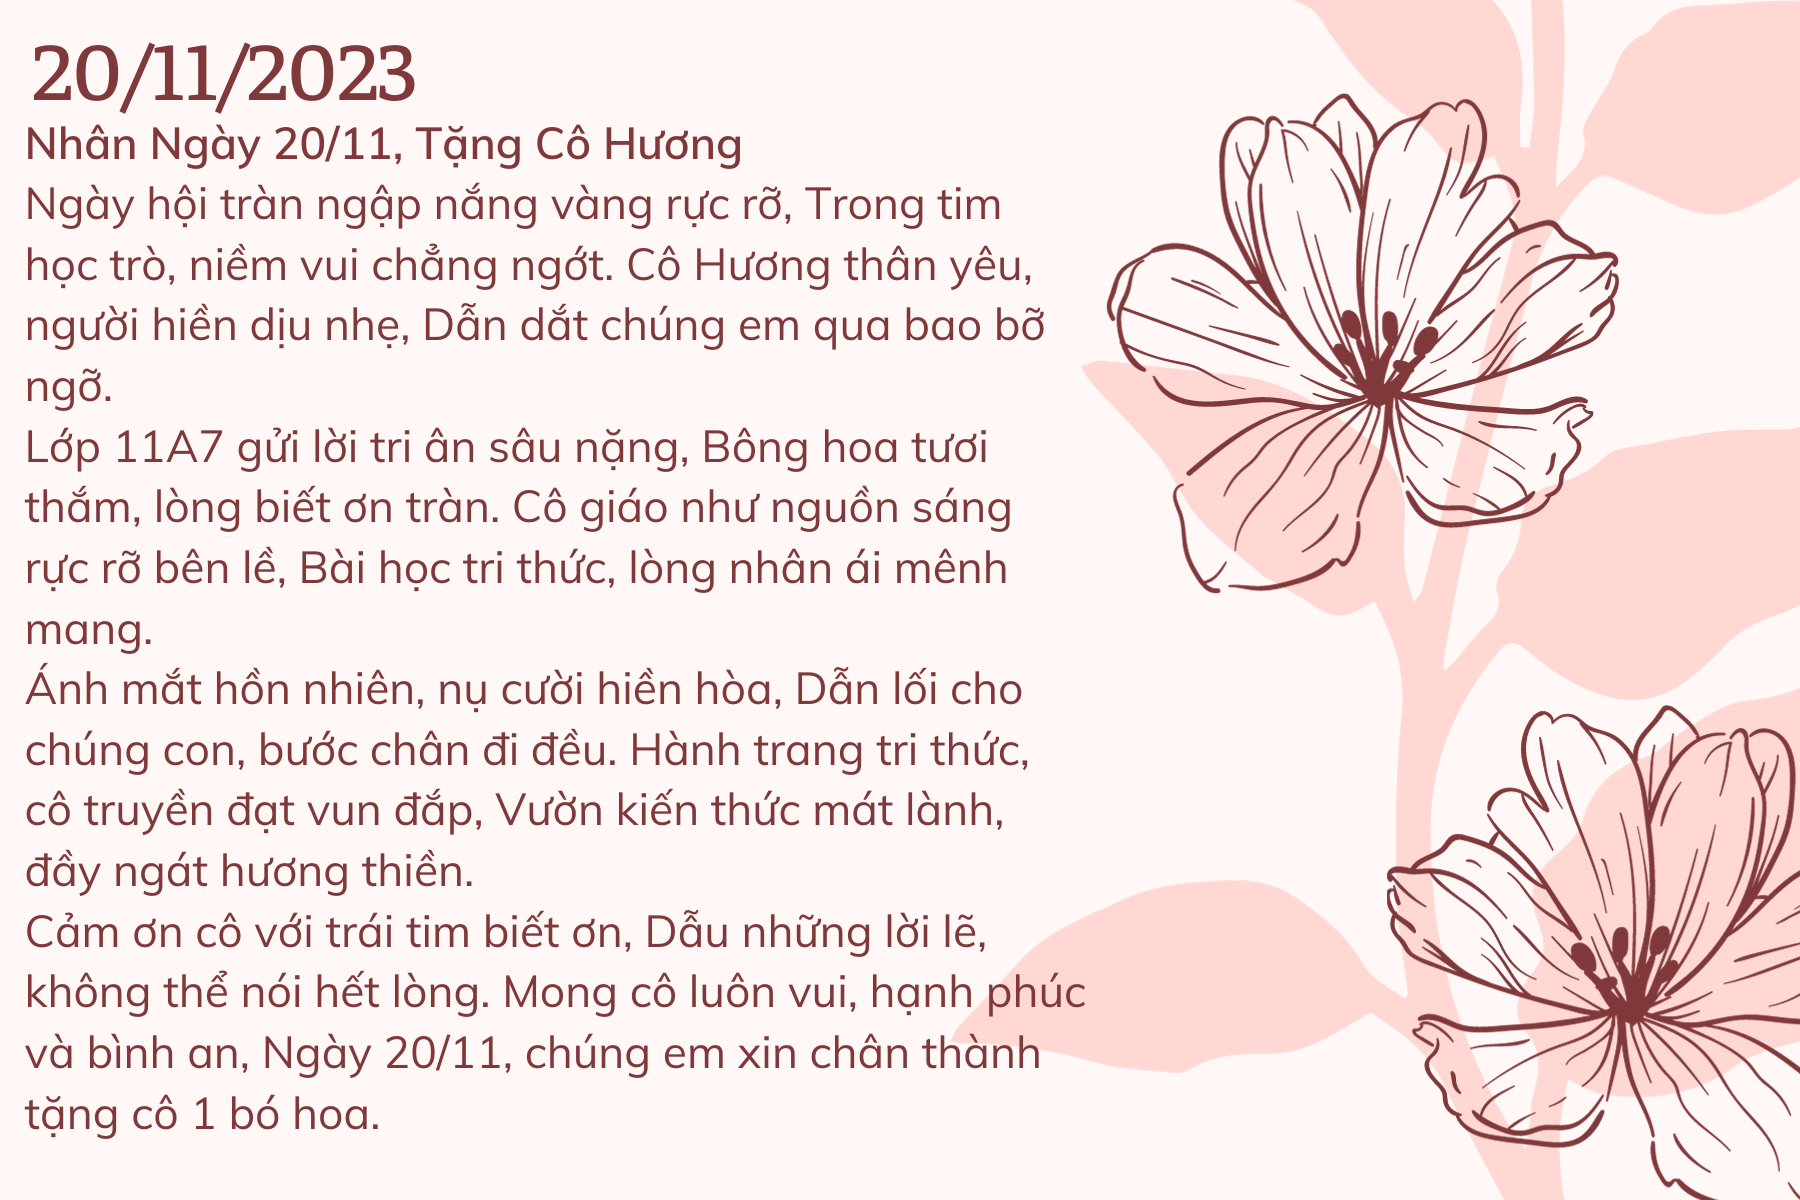 20/11/2023
Nhân Ngày 20/11, Tặng Cô Hương
Ngày hội tràn ngập nắng vàng rực rỡ, Trong tim
học trò, niềm vui chẳng ngớt. Cô Hương thân yêu,
người hiền dịu nhẹ, Dẫn dắt chúng em qua bao bỡ
ngỡ.
Lớp 11A7 gửi lời tri ân sâu nặng, Bông hoa tươi
thắm, lòng biết ơn tràn. Cô giáo như nguồn sáng
rực rỡ bên lề, Bài học tri thức, lòng nhân ái mênh
mang.
Ánh mắt hồn nhiên, nụ cười hiền hòa, Dẫn lối cho
chúng con, bước chân đi đều. Hành trang tri thức,
cô truyền đạt vun đắp, Vườn kiến thức mát lành,
đầy ngát hương thiền.
Cảm ơn cô với trái tim biết ơn, Dẫu những lời lẽ,
không thể nói hết lòng. Mong cô luôn vui, hạnh phúc
và bình an, Ngày 20/11, chúng em xin chân thành
tặng cô 1 bó hoa.